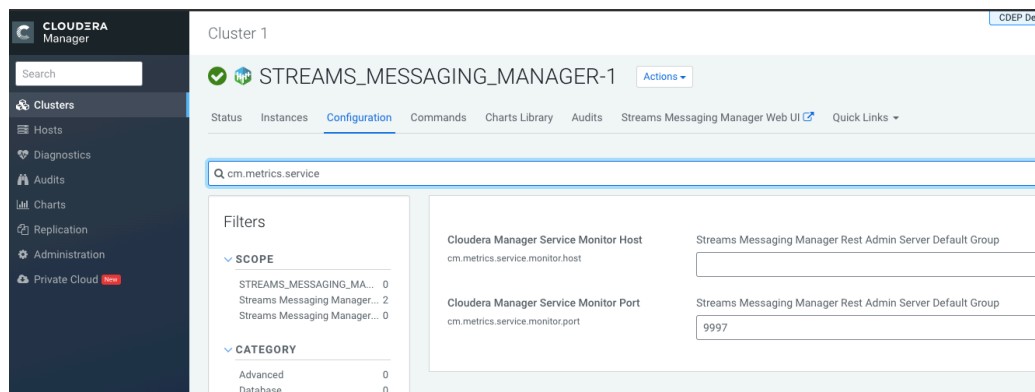 CLOUDERA
Manager
Search
Clusters
Hosts
Diagnostics
Audits
Charts
Replication
Administration
Private Cloud New
CDEP De
Cluster 1
STREAMS_MESSAGING_MANAGER-1 Actions
Status Instances Configuration Commands Charts Library Audits Streams Messaging Manager Web UI Quick Links
cm.metrics.service
Filters
SCOPE
STREAMS_MESSAGING_MA... 0
Streams Messaging Manager... 2
Streams Messaging Manager... 0
CATEGORY
Advanced 0
Database 0
Cloudera Manager Service Monitor Host Streams Messaging Manager Rest Admin Server Default Group
cm.metrics.service.monitor.host
Cloudera Manager Service Monitor Port Streams Messaging Manager Rest Admin Server Default Group
cm.metrics.service.monitor.port
9997